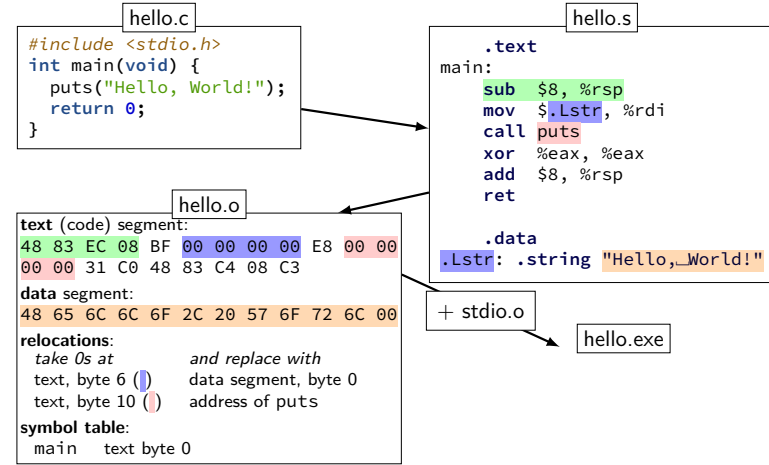 hello.c
#include <stdio.h>
int main(void) {
  puts("Hello, World!");
  return 0;
}
hello.s
    .text
main:
    sub  $8, %rsp
    mov  $.Lstr, %rdi
    call puts
    xor  %eax, %eax
    add  $8, %rsp
    ret
    .data
.Lstr: .string "Hello,␣World!"
hello.o
text (code) segment:
48 83 EC 08 BF 00 00 00 00 E8 00 00
00 00 31 C0 48 83 C4 08 C3
data segment:
48 65 6C 6C 6F 2C 20 57 6F 72 6C 00
relocations:
take 0s at and replace with
text, byte 6 ( ) data segment, byte 0
text, byte 10 ( ) address of puts
symbol table:
main text byte 0
+ stdio.o
hello.exe